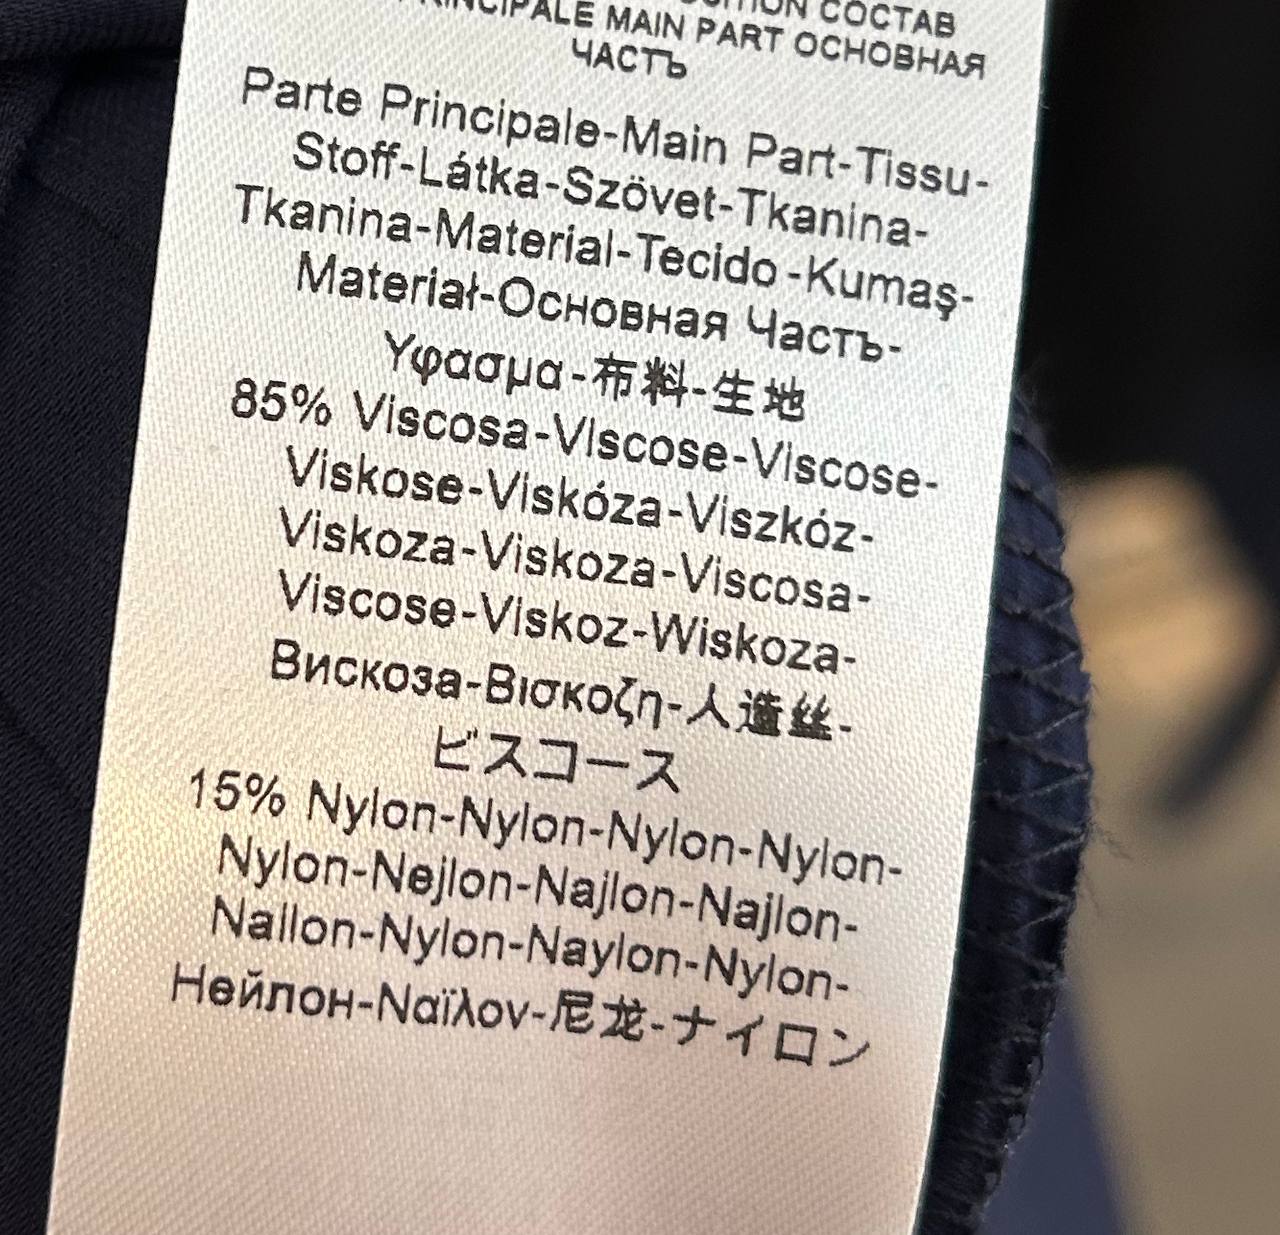 СОСТАВ
MAIN PART ОСНОВНАЯ
ЧАСТЬ
Parte Principale-Main Part-Tissu-
Stoff-Látka-Szövet-Tkanina-
Tkanina-Material-Tecido-Kumaş-
Materiał-Основная Часть-
Υφασμα-布料-生地
85% Viscosa-VIscose-Viscose-
Viskose-Viskóza-Viszkóz-
Viskoza-Viskoza-Viscosa-
Viscose-Viskoz-Wiskoza-
Вискоза-Βισκοζη-人造丝-
ビスコース
15% Nylon-Nylon-Nylon-Nylon-
Nylon-Nejlon-Najlon-Najlon-
Nallon-Nylon-Naylon-Nylon-
Нейлон-Ναϊλον-尼龙-ナイロン